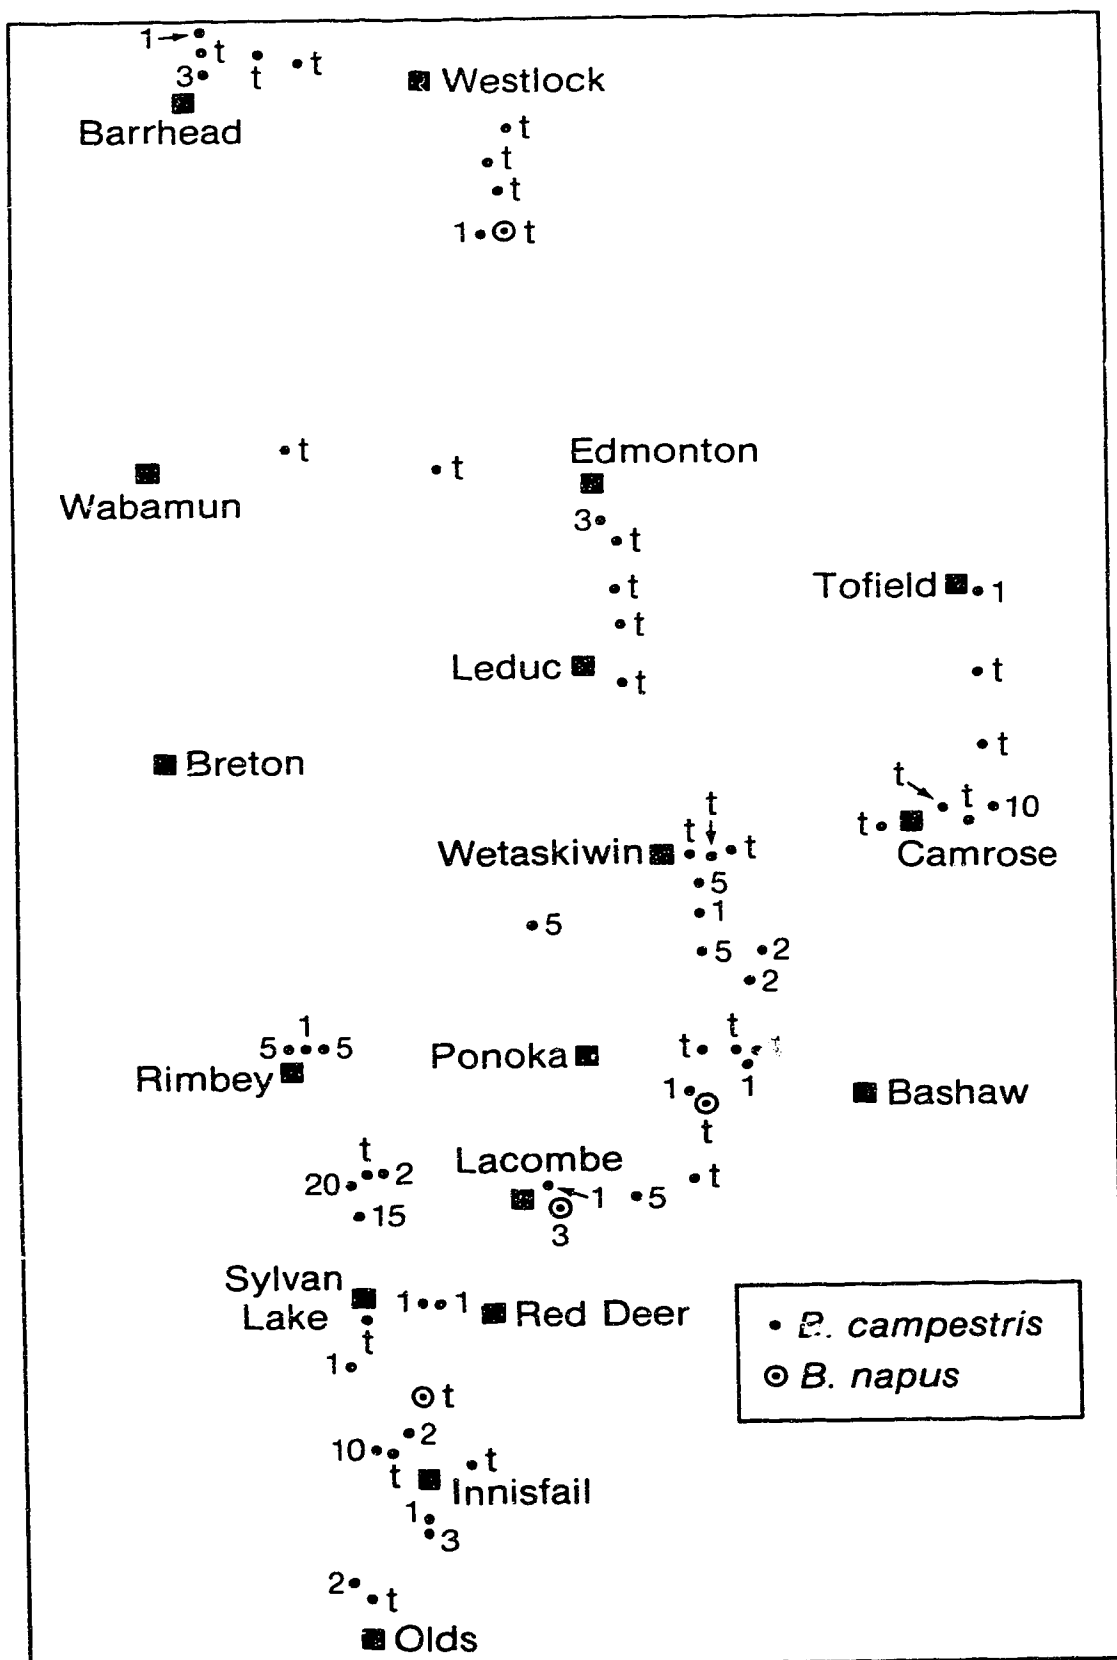 1
t
t
t
3
Westlock
Barrhead
t
t
t
1 t
t
t
Edmonton
Wabamun
3
t
t
Tofield 1
t
Leduc
t
t
t
Breton
t
t
10
t
t
t
t
t
Wetaskiwin
Camrose
5
1
5
5
2
2
1
5 5
t
t
Ponoka
Rimbey
1
1
Bashaw
t
t
Lacombe
t
20
2
1
5
15
3
Sylvan
Lake
1 1
Red Deer
t
1
B. campestris
B. napus
t
2
10
t
t
Innisfail
1
3
2
t
Olds